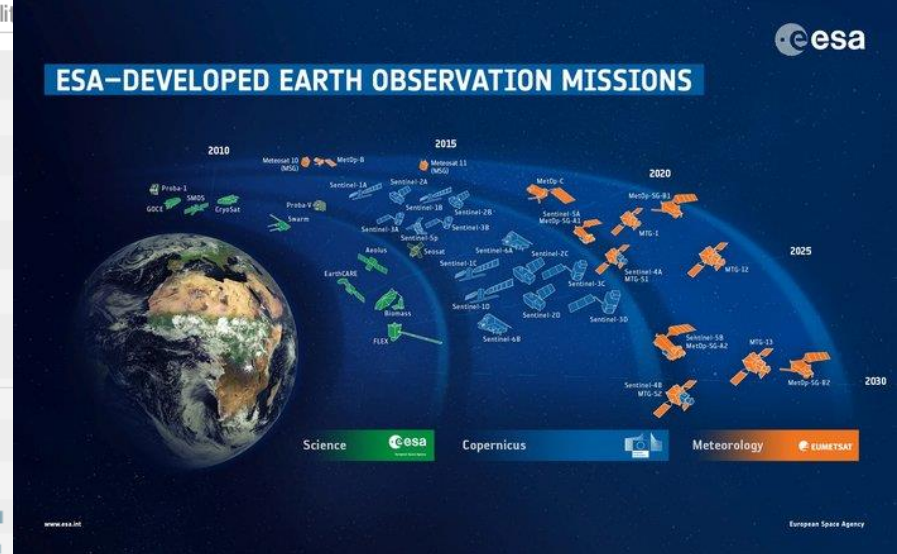 esa
ESA-DEVELOPED EARTH OBSERVATION MISSIONS
2010
2015
2020
2025
2030
Meteosat 10
(MSG)
MetOp-B
Meteosat 11
(MSG)
Proba-1
GOCE
SMOS
CryoSat
Swarm
Proba-V
Sentinel-1A
Sentinel-2A
Sentinel-1B
Sentinel-2B
Sentinel-3A
Sentinel-3B
Sentinel-5p
Seosat
MetOp-C
Sentinel-5A
MetOp-SG-A1
MetOp-SG-B1
MTG-I
MTG-I2
Aeolus
EarthCARE
Biomass
FLEX
Sentinel-6A
Sentinel-1C
Sentinel-2C
Sentinel-3C
Sentinel-1D
Sentinel-2D
Sentinel-3D
Sentinel-6B
Sentinel-4A
MTG-S1
Sentinel-5B
MetOp-SG-A2
MTG-I3
MetOp-SG-B2
Sentinel-4B
MTG-S2
Science
esa
Copernicus
Meteorology
EUMETSAT
www.esa.int
European Space Agency